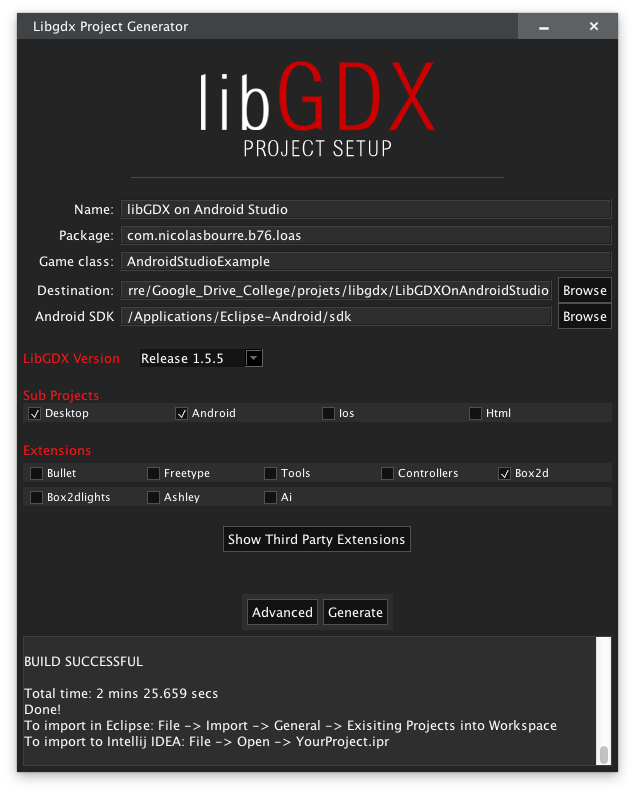 Libgdx Project Generator
libGDX
PROJECT SETUP
Name: libGDX on Android Studio
Package: com.nicolasbourre.b76.loas
Game class: AndroidStudioExample
Destination: rre/Google_Drive_College/projets/libgdx/LibGDXOnAndroidStudio Browse
Android SDK /Applications/Eclipse-Android/sdk Browse
LibGDX Version Release 1.5.5
Sub Projects
Desktop Android Ios Html
Extensions
Bullet Freetype Tools Controllers Box2d
Box2dlights Ashley Ai
Show Third Party Extensions
Advanced Generate
BUILD SUCCESSFUL
Total time: 2 mins 25.659 secs
Done!
To import in Eclipse: File -> Import -> General -> Exisiting Projects into Workspace
To import to Intellij IDEA: File -> Open -> YourProject.ipr